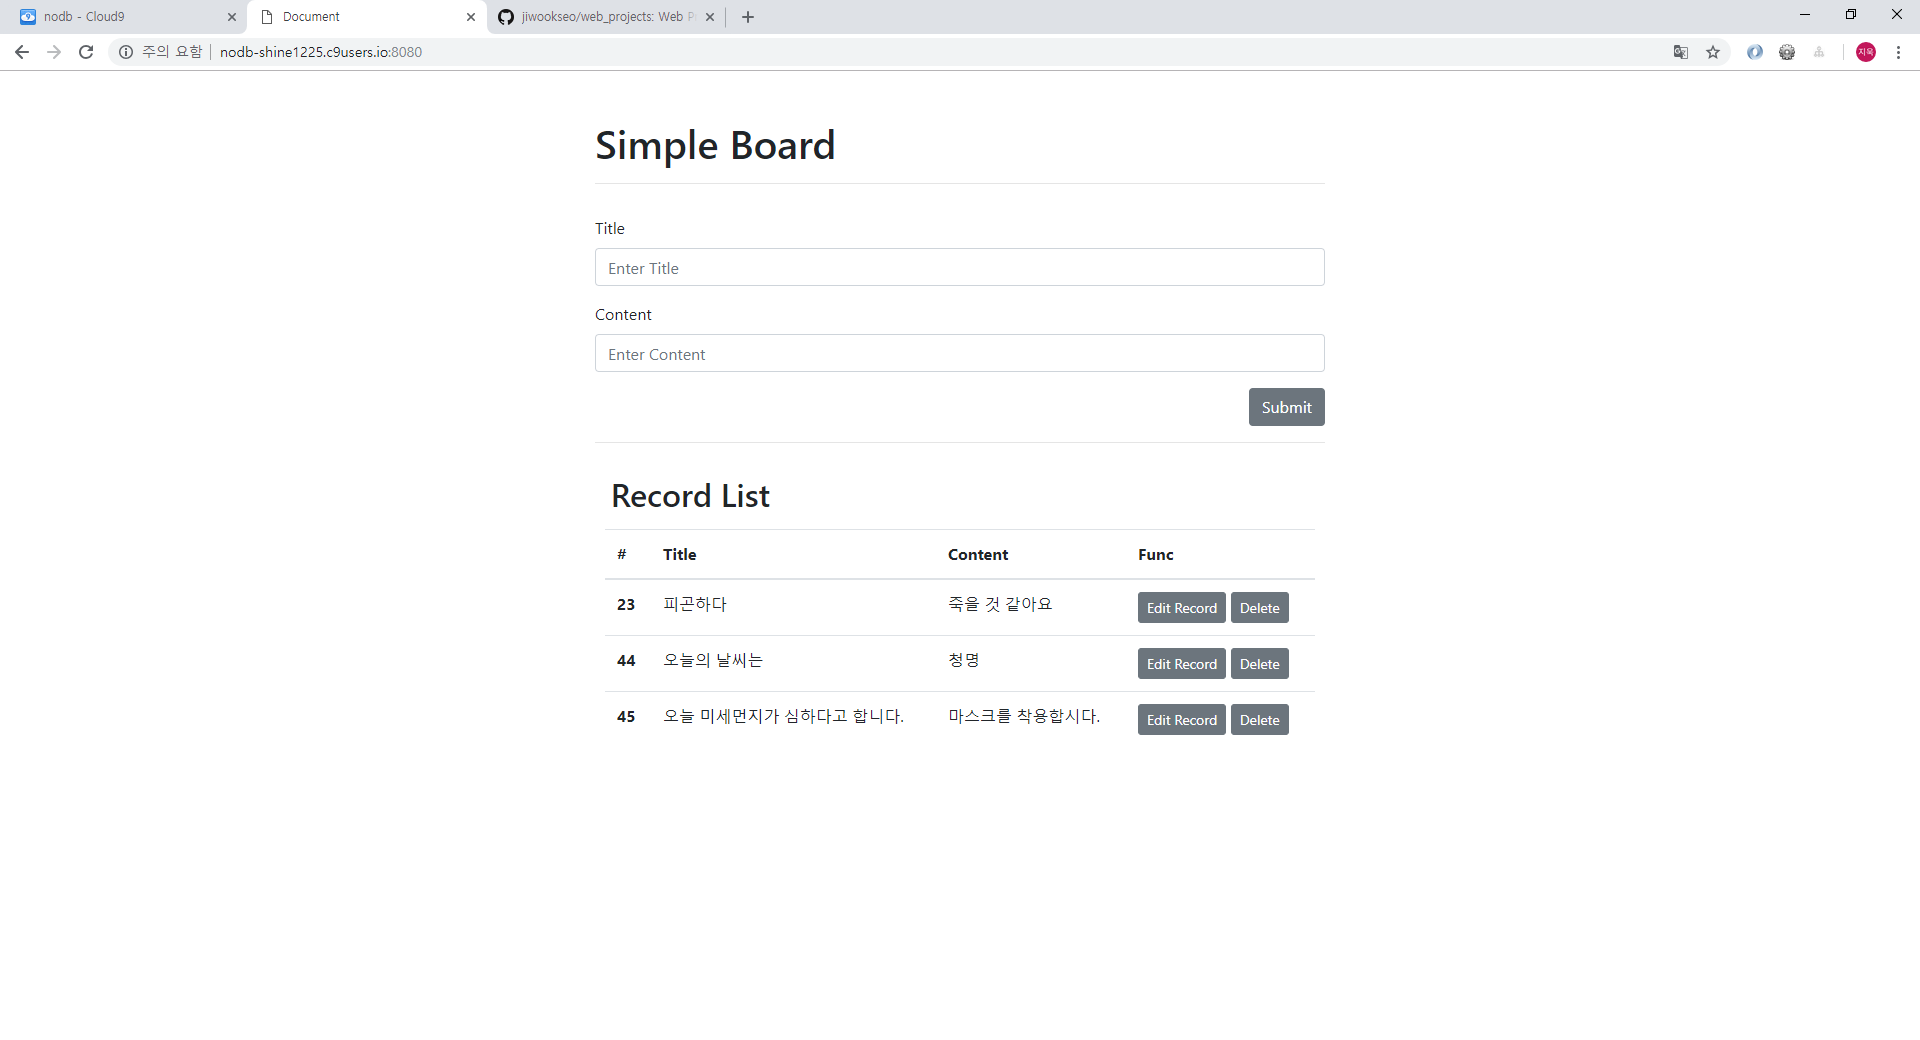 nodb - Cloud9
Document
jiwookseo/web_projects: Web P
주의 요함
nodb-shine1225.c9users.io:8080
지욱
Simple Board
Title
Enter Title
Content
Enter Content
Submit
Record List
# Title Content Func
23 피곤하다 죽을 것 같아요 Edit Record Delete
44 오늘의 날씨는 청명 Edit Record Delete
45 오늘 미세먼지가 심하다고 합니다. 마스크를 착용합시다. Edit Record Delete